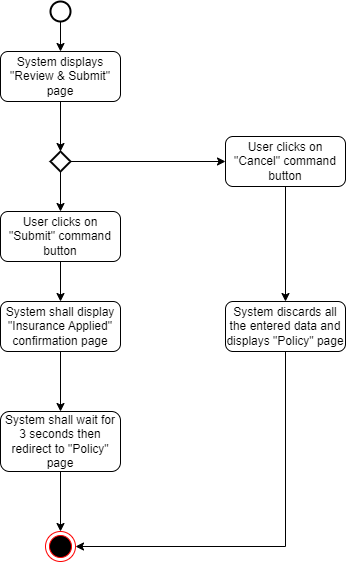 System displays
"Review & Submit"
page
User clicks on
"Cancel" command
button
User clicks on
"Submit" command
button
System shall display
"Insurance Applied"
confirmation page
System discards all
the entered data and
displays "Policy" page
System shall wait for
3 seconds then
redirect to "Policy"
page